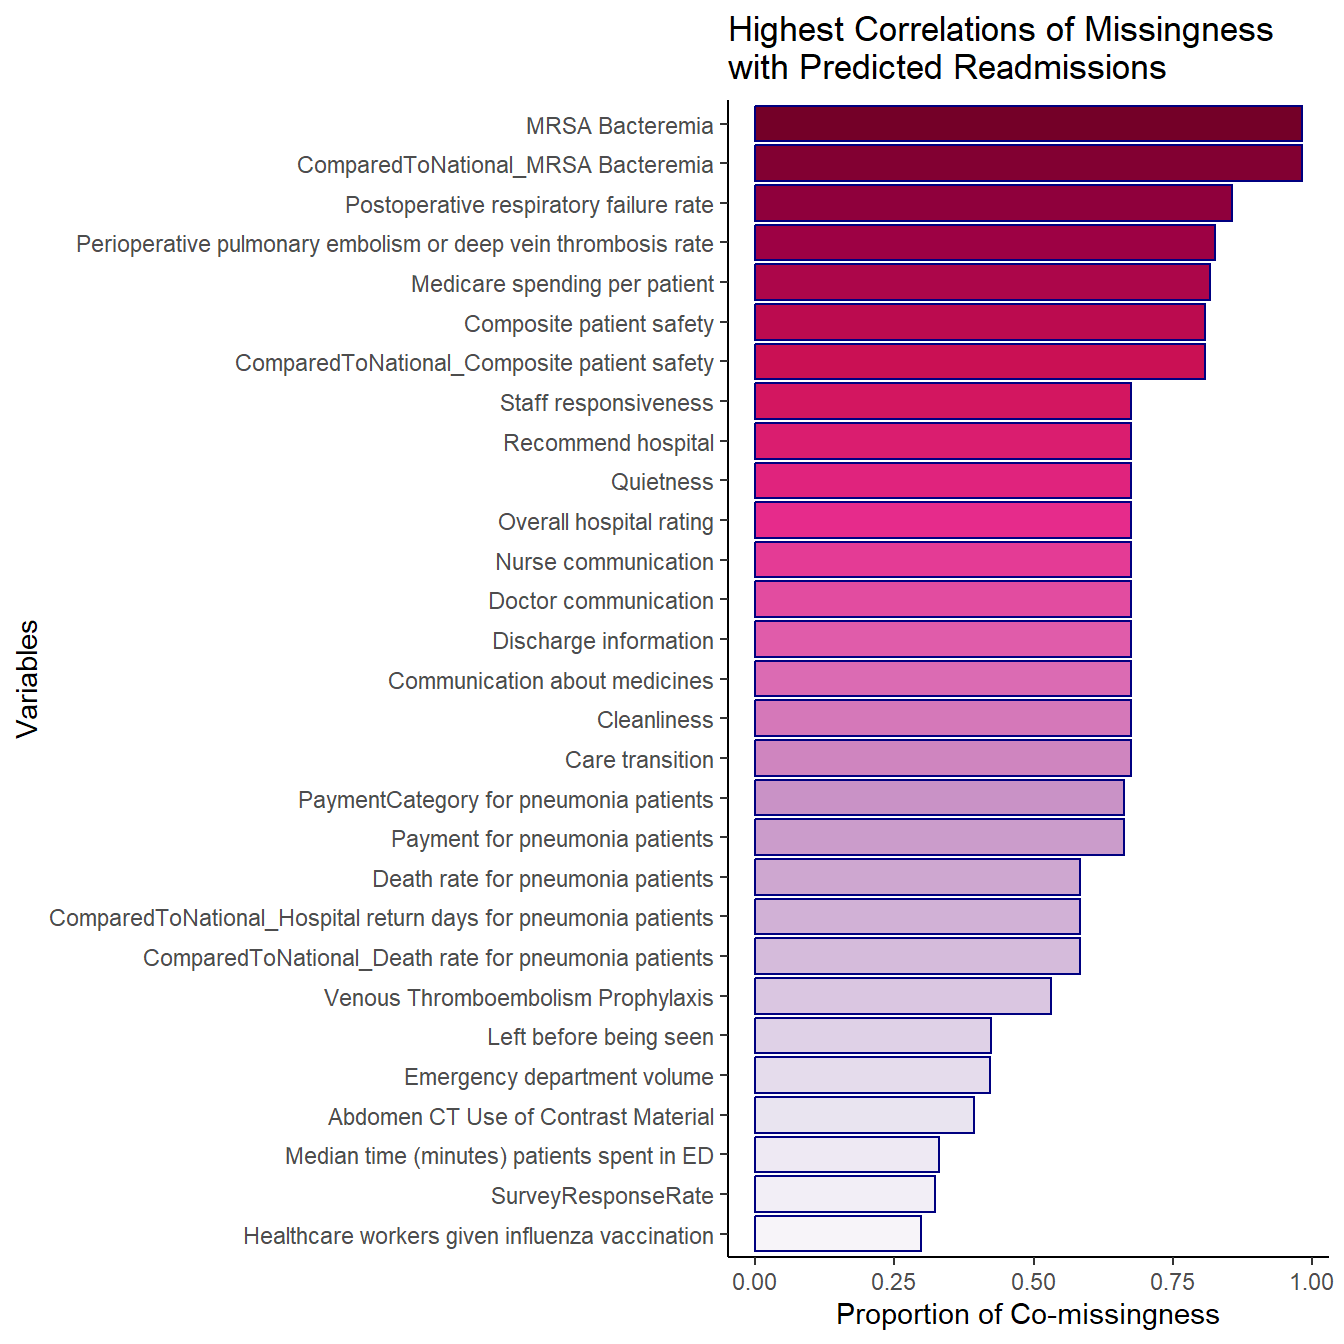 Highest Correlations of Missingness
with Predicted Readmissions
Variables
MRSA Bacteremia
ComparedToNational_MRSA Bacteremia
Postoperative respiratory failure rate
Perioperative pulmonary embolism or deep vein thrombosis rate
Medicare spending per patient
Composite patient safety
ComparedToNational_Composite patient safety
Staff responsiveness
Recommend hospital
Quietness
Overall hospital rating
Nurse communication
Doctor communication
Discharge information
Communication about medicines
Cleanliness
Care transition
PaymentCategory for pneumonia patients
Payment for pneumonia patients
Death rate for pneumonia patients
ComparedToNational_Hospital return days for pneumonia patients
ComparedToNational_Death rate for pneumonia patients
Venous Thromboembolism Prophylaxis
Left before being seen
Emergency department volume
Abdomen CT Use of Contrast Material
Median time (minutes) patients spent in ED
SurveyResponseRate
Healthcare workers given influenza vaccination
0.00 0.25 0.50 0.75 1.00
Proportion of Co-missingness